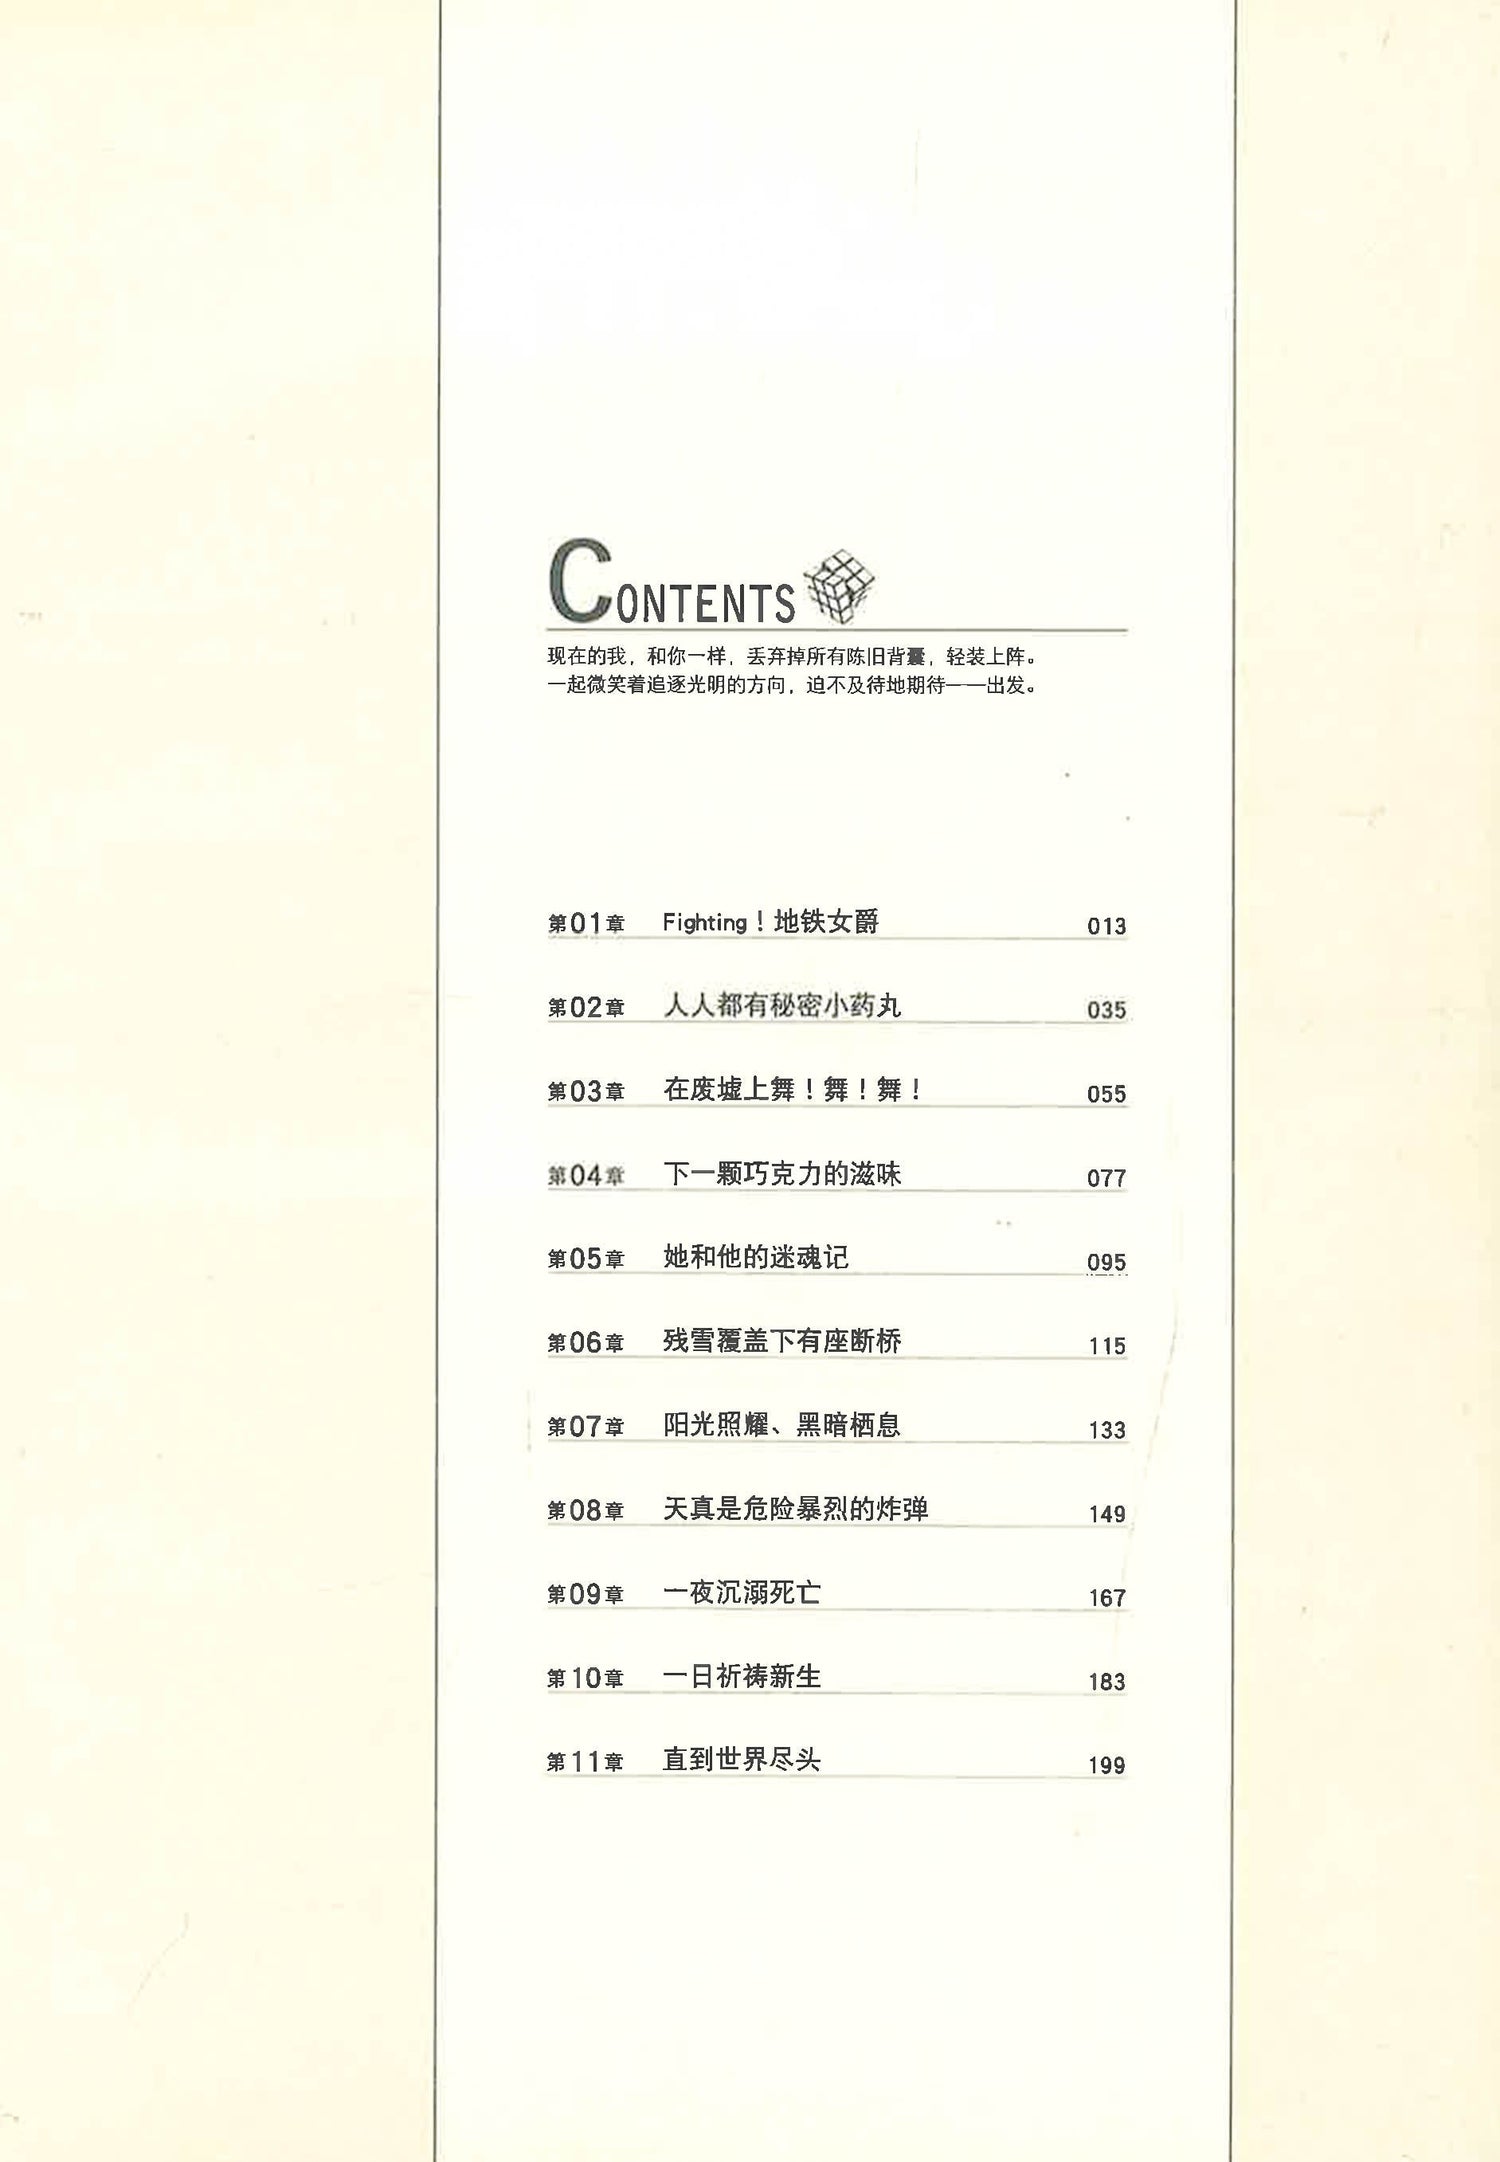 CONTENTS
现在的我，和你一样，丢弃掉所有陈旧背囊，轻装上阵。
一起微笑着追逐光明的方向，迫不及待地期待——出发。
第01章 Fighting！地铁女爵 013
第02章 人人都有秘密小药丸 035
第03章 在废墟上舞！舞！舞！ 055
第04章 下一颗巧克力的滋味 077
第05章 她和他的迷魂记 095
第06章 残雪覆盖下有座断桥 115
第07章 阳光照耀、黑暗栖息 133
第08章 天真是危险暴烈的炸弹 149
第09章 一夜沉溺死亡 167
第10章 一日祈祷新生 183
第11章 直到世界尽头 199